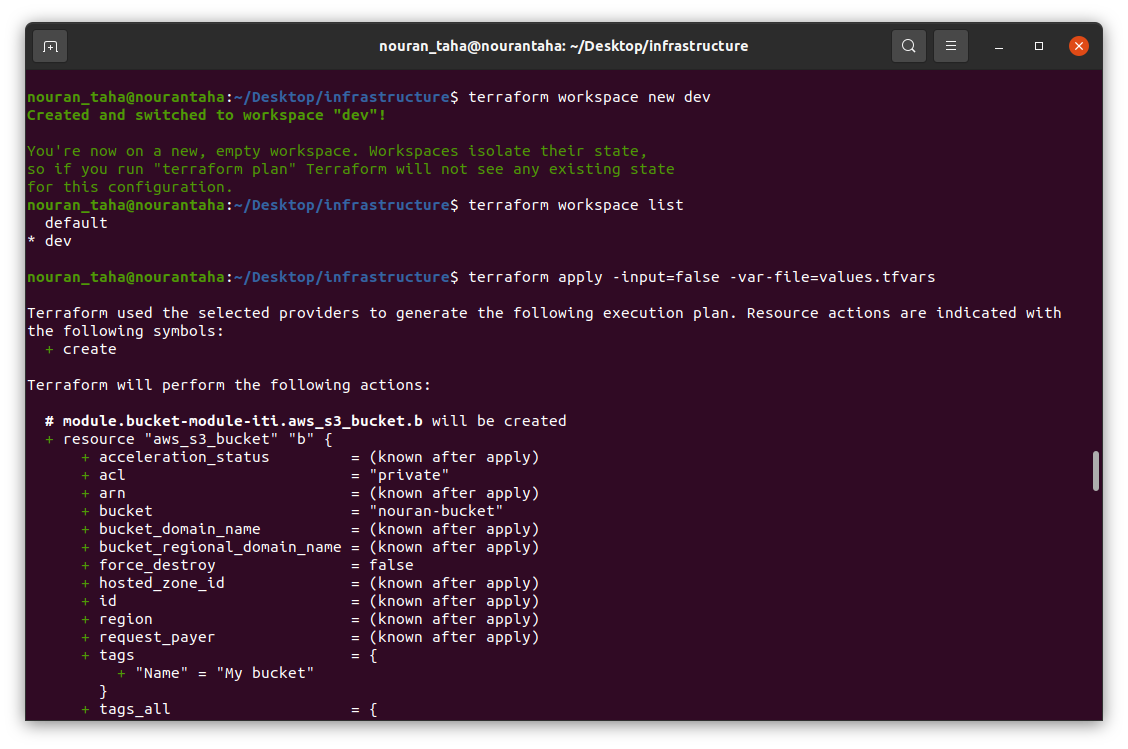 nouran_taha@nourantaha: ~/Desktop/infrastructure
nouran_taha@nourantaha:~/Desktop/infrastructure$ terraform workspace new dev
Created and switched to workspace "dev"!
You're now on a new, empty workspace. Workspaces isolate their state,
so if you run "terraform plan" Terraform will not see any existing state
for this configuration.
nouran_taha@nourantaha:~/Desktop/infrastructure$ terraform workspace list
  default
* dev
nouran_taha@nourantaha:~/Desktop/infrastructure$ terraform apply -input=false -var-file=values.tfvars
Terraform used the selected providers to generate the following execution plan. Resource actions are indicated with
the following symbols:
  + create
Terraform will perform the following actions:
  # module.bucket-module-iti.aws_s3_bucket.b will be created
  + resource "aws_s3_bucket" "b" {
      + acceleration_status         = (known after apply)
      + acl                         = "private"
      + arn                         = (known after apply)
      + bucket                      = "nouran-bucket"
      + bucket_domain_name          = (known after apply)
      + bucket_regional_domain_name = (known after apply)
      + force_destroy               = false
      + hosted_zone_id              = (known after apply)
      + id                          = (known after apply)
      + region                      = (known after apply)
      + request_payer               = (known after apply)
      + tags                        = {
          + "Name" = "My bucket"
        }
      + tags_all                    = {